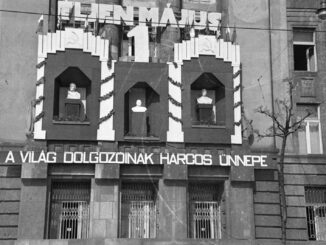 ÉLJEN MÁJUS
1
A VILÁG DOLGOZÓINAK HARCOS ÜNNEPE